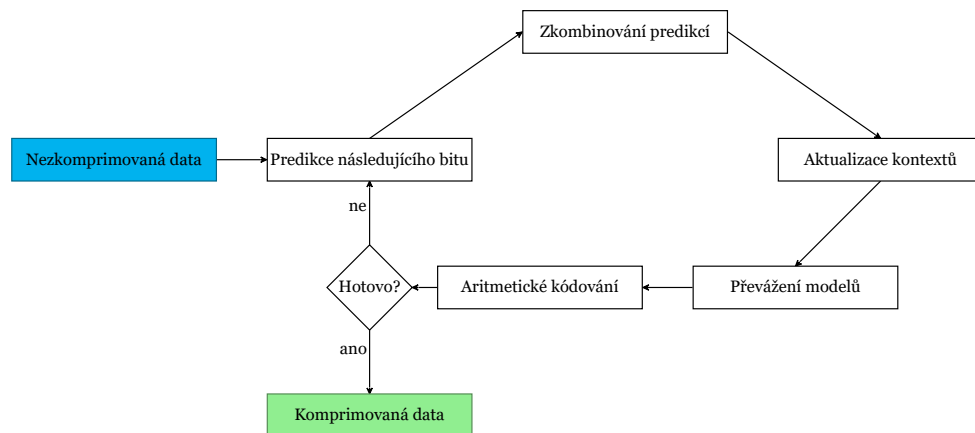 Zkombinování predikcí
Nezkomprimovaná data
Predikce následujícího bitu
Aktualizace kontextů
ne
Hotovo?
Aritmetické kódování
Převážení modelů
ano
Komprimovaná data